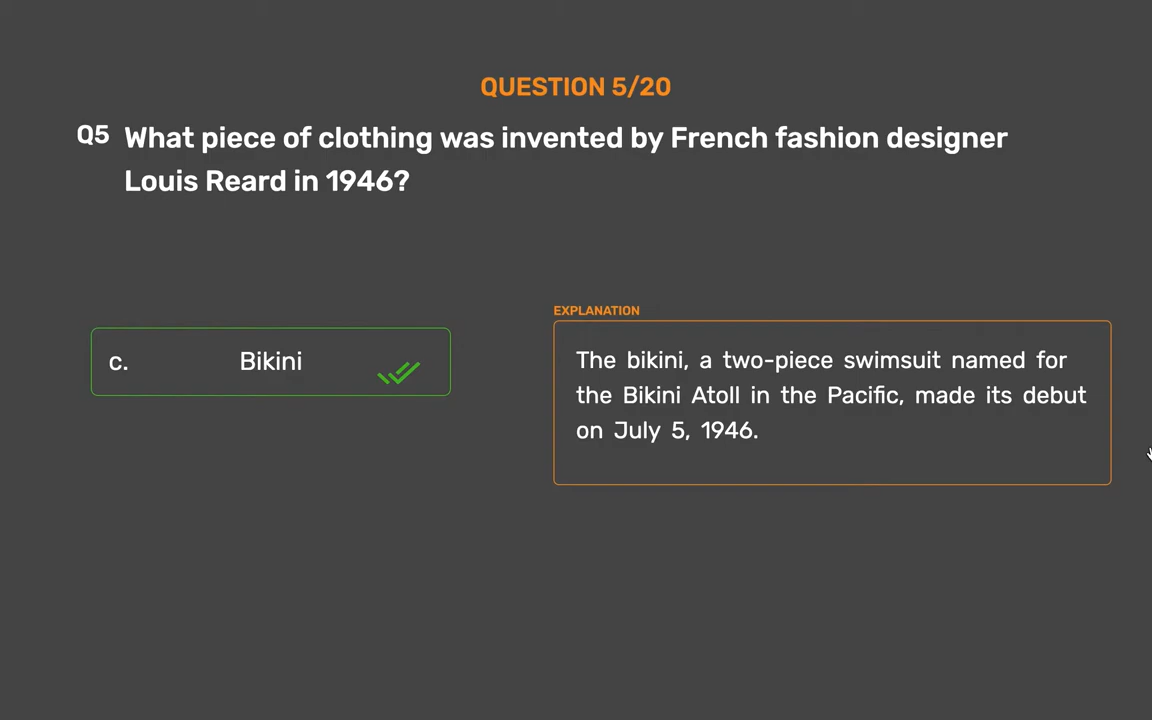 QUESTION 5/20
Q5 What piece of clothing was invented by French fashion designer
Louis Reard in 1946?
c. Bikini
EXPLANATION
The bikini, a two-piece swimsuit named for
the Bikini Atoll in the Pacific, made its debut
on July 5, 1946.